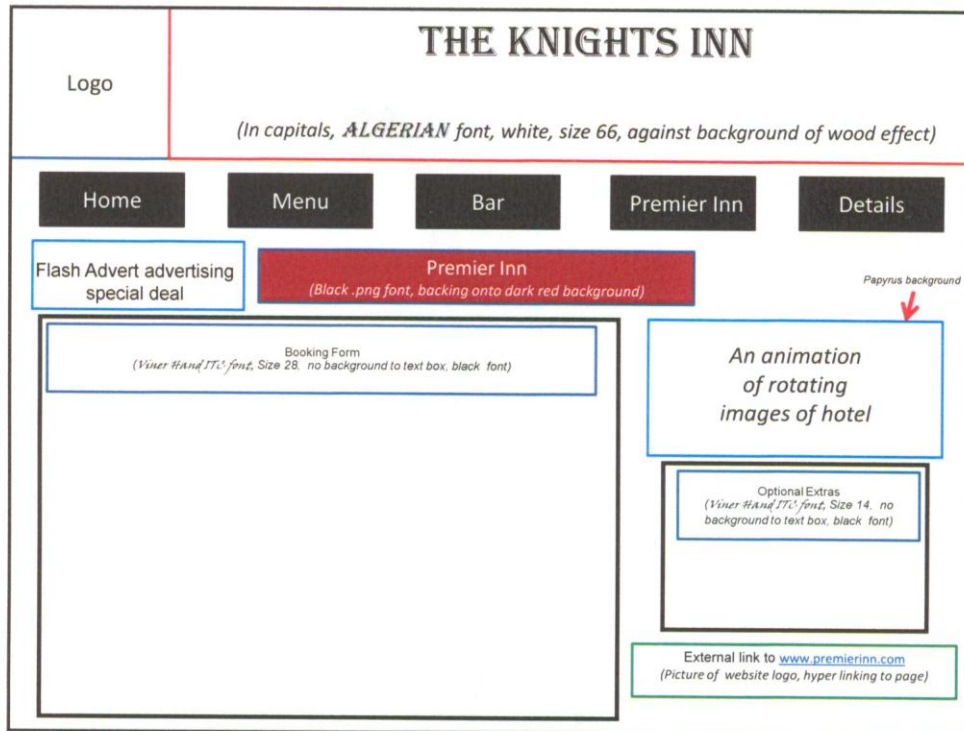 THE KNIGHTS INN
Logo
(In capitals, ALGERIAN font, white, size 66, against background of wood effect)
Home
Menu
Bar
Premier Inn
Details
Flash Advert advertising
special deal
Premier Inn
(Black .png font, backing onto dark red background)
Papyrus background
Booking Form
(Viner Hand ITC font, Size 28, no background to text box, black font)
An animation
of rotating
images of hotel
Optional Extras
(Viner Hand ITC font, Size 14, no
background to text box, black font)
External link to www.premierinn.com
(Picture of website logo, hyper linking to page)